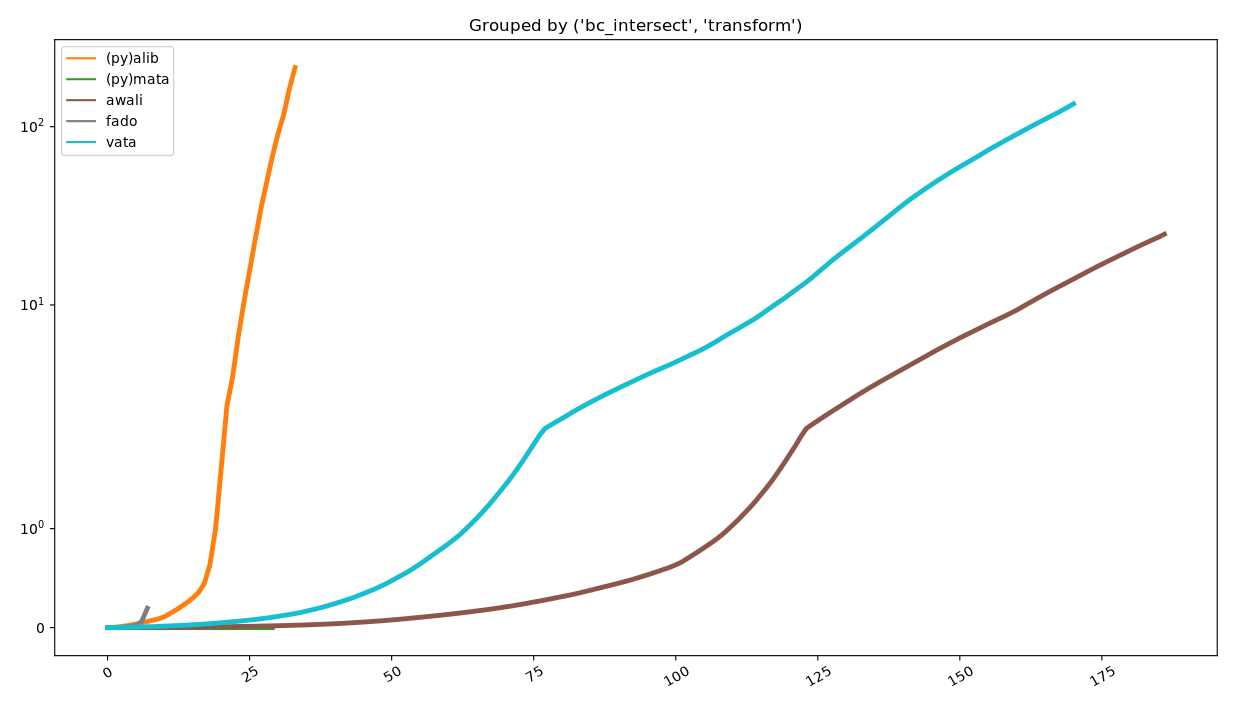 Grouped by ('bc_intersect', 'transform')
(py)alib
(py)mata
awali
fado
vata
10²
10¹
10⁰
0
0
25
50
75
100
125
150
175